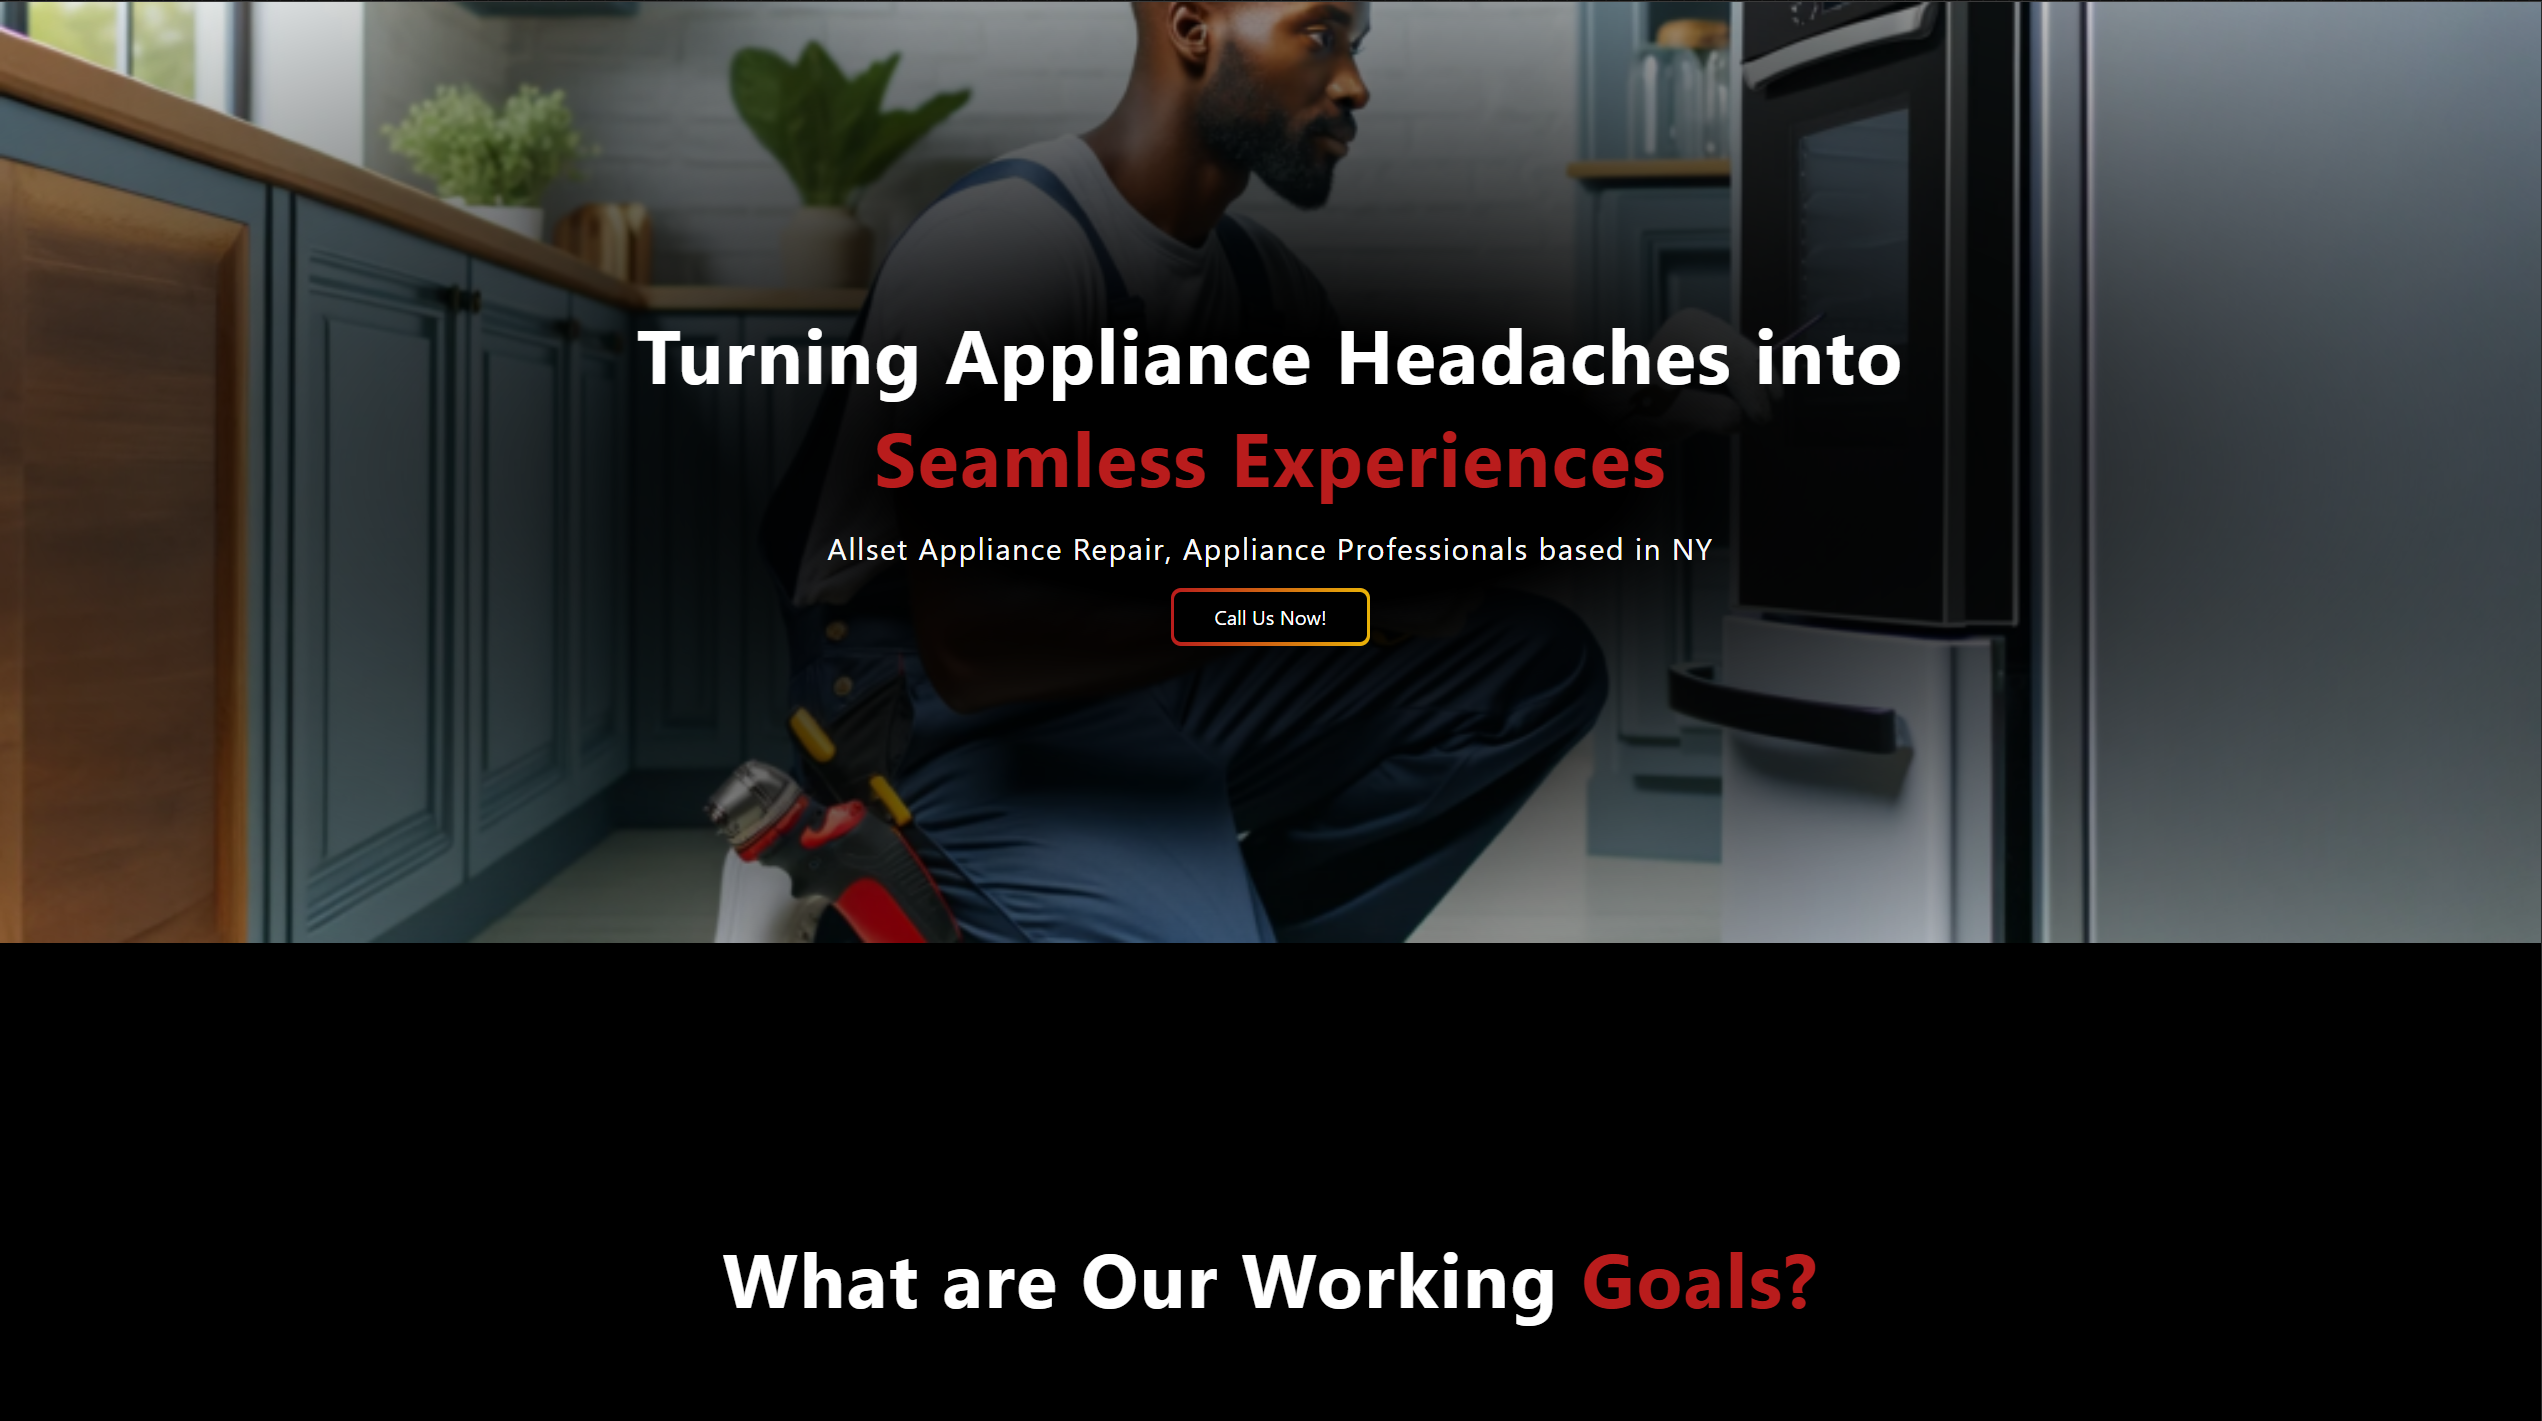 Turning Appliance Headaches into
Seamless Experiences
Allset Appliance Repair, Appliance Professionals based in NY
Call Us Now!
What are Our Working Goals?